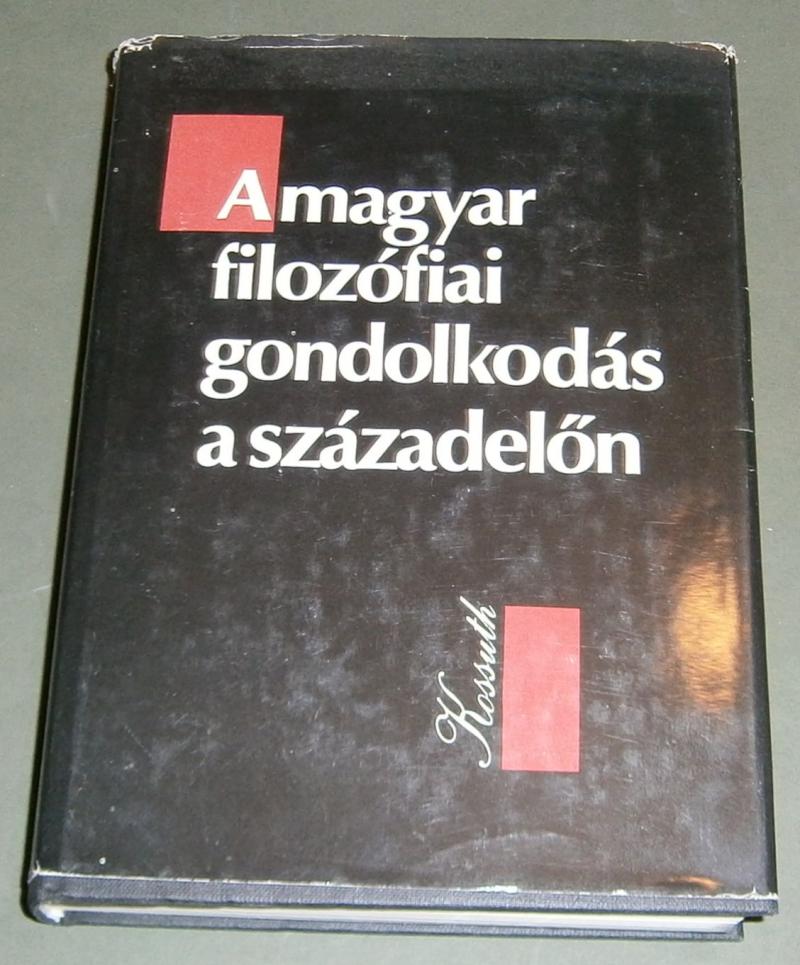 A magyar
filozófiai
gondolkodás
a századelőn
Kossuth